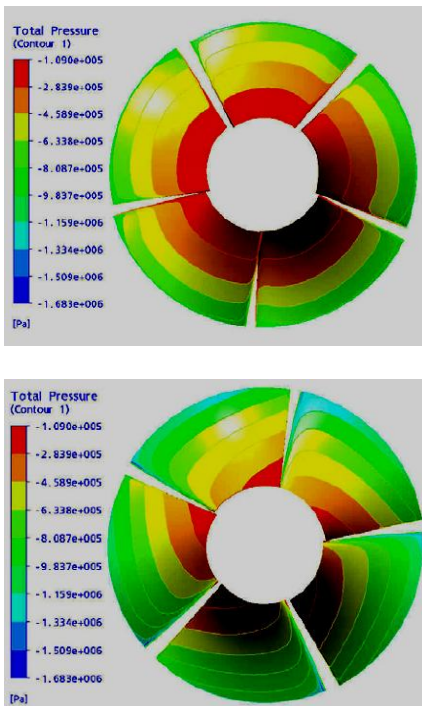 Total Pressure
(Contour 1)
-1.090e+005
-2.839e+005
-4.589e+005
-6.338e+005
-8.087e+005
-9.837e+005
-1.159e+006
-1.334e+006
-1.509e+006
-1.683e+006
[Pa]
Total Pressure
(Contour 1)
-1.090e+005
-2.839e+005
-4.589e+005
-6.338e+005
-8.087e+005
-9.837e+005
-1.159e+006
-1.334e+006
-1.509e+006
-1.683e+006
[Pa]